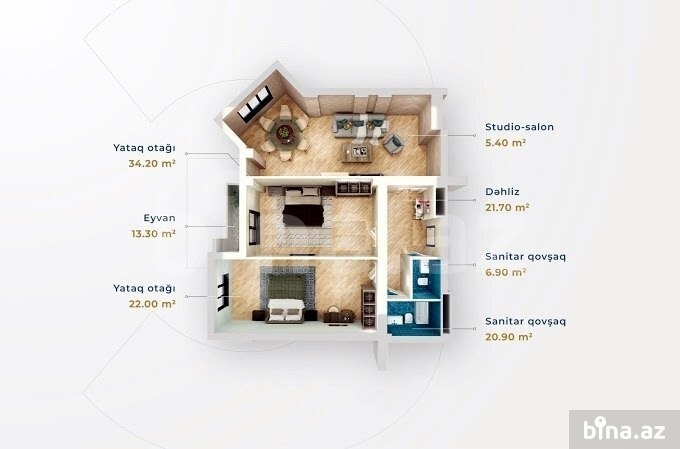 Yataq otağı
34.20 m²
Eyvan
13.30 m²
Yataq otağı
22.00 m²
Studio-salon
5.40 m²
Dəhliz
21.70 m²
Sanitar qovşaq
6.90 m²
Sanitar qovşaq
20.90 m²
bina.az